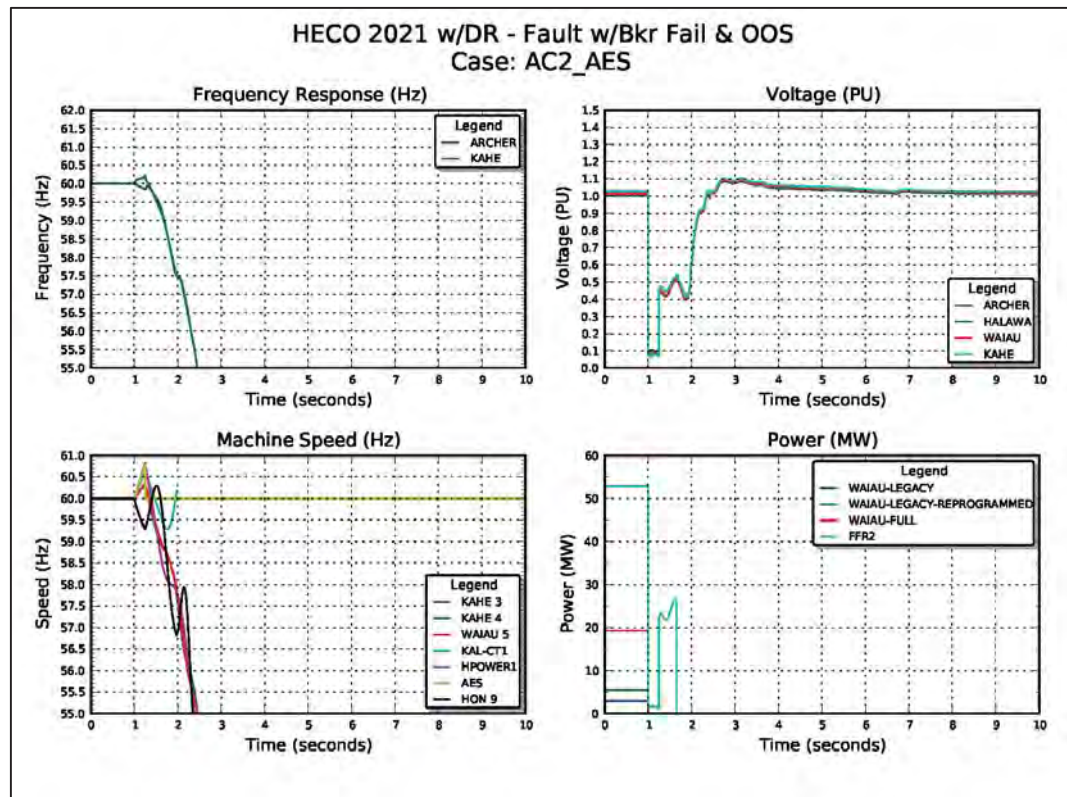 HECO 2021 w/DR - Fault w/Bkr Fail & OOS
Case: AC2_AES
Frequency Response (Hz)
62.0
61.5
61.0
60.5
60.0
59.5
59.0
58.5
58.0
57.5
57.0
56.5
56.0
55.5
55.0
Frequency (Hz)
Legend
ARCHER
KAHE
0 1 2 3 4 5 6 7 8 9 10
Time (seconds)
Voltage (PU)
1.5
1.4
1.3
1.2
1.1
1.0
0.9
0.8
0.7
0.6
0.5
0.4
0.3
0.2
0.1
0.0
Voltage (PU)
Legend
ARCHER
HALAWA
WAIAU
KAHE
0 1 2 3 4 5 6 7 8 9 10
Time (seconds)
Machine Speed (Hz)
61.0
60.5
60.0
59.5
59.0
58.5
58.0
57.5
57.0
56.5
56.0
55.5
55.0
Speed (Hz)
Legend
KAHE 3
KAHE 4
WAIAU 5
KAL-CT1
HPOWER1
AES
HON 9
0 1 2 3 4 5 6 7 8 9 10
Time (seconds)
Power (MW)
60
50
40
30
20
10
0
Power (MW)
Legend
WAIAU-LEGACY
WAIAU-LEGACY-REPROGRAMMED
WAIAU-FULL
FFR2
0 1 2 3 4 5 6 7 8 9 10
Time (seconds)